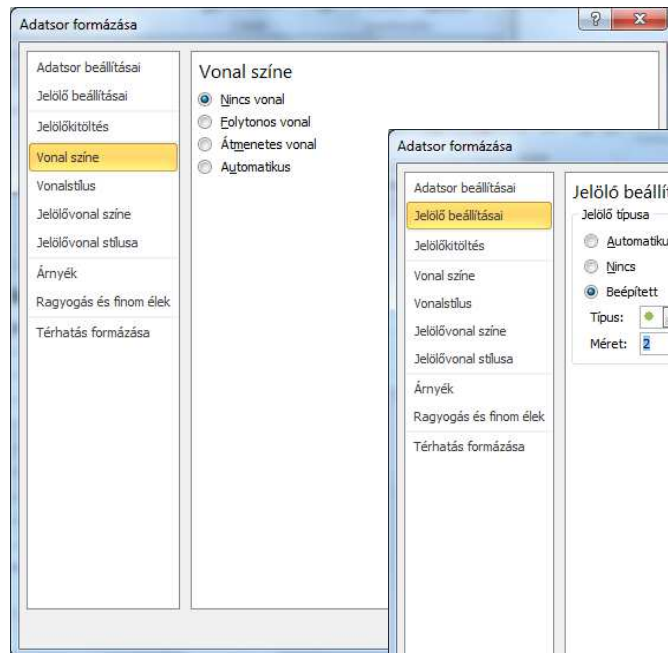 Adatsor formázása
Adatsor beállításai
Jelölő beállításai
Jelölőkitöltés
Vonal színe
Vonalstílus
Jelölővonal színe
Jelölővonal stílusa
Árnyék
Ragyogás és finom élek
Térhatás formázása
Vonal színe
Nincs vonal
Folytonos vonal
Átmenetes vonal
Automatikus
Adatsor formázása
Adatsor beállításai
Jelölő beállításai
Jelölőkitöltés
Vonal színe
Vonalstílus
Jelölővonal színe
Jelölővonal stílusa
Árnyék
Ragyogás és finom élek
Térhatás formázása
Jelölő beállít
Jelölő típusa
Automatiku
Nincs
Beépített
Típus:
Méret: 2